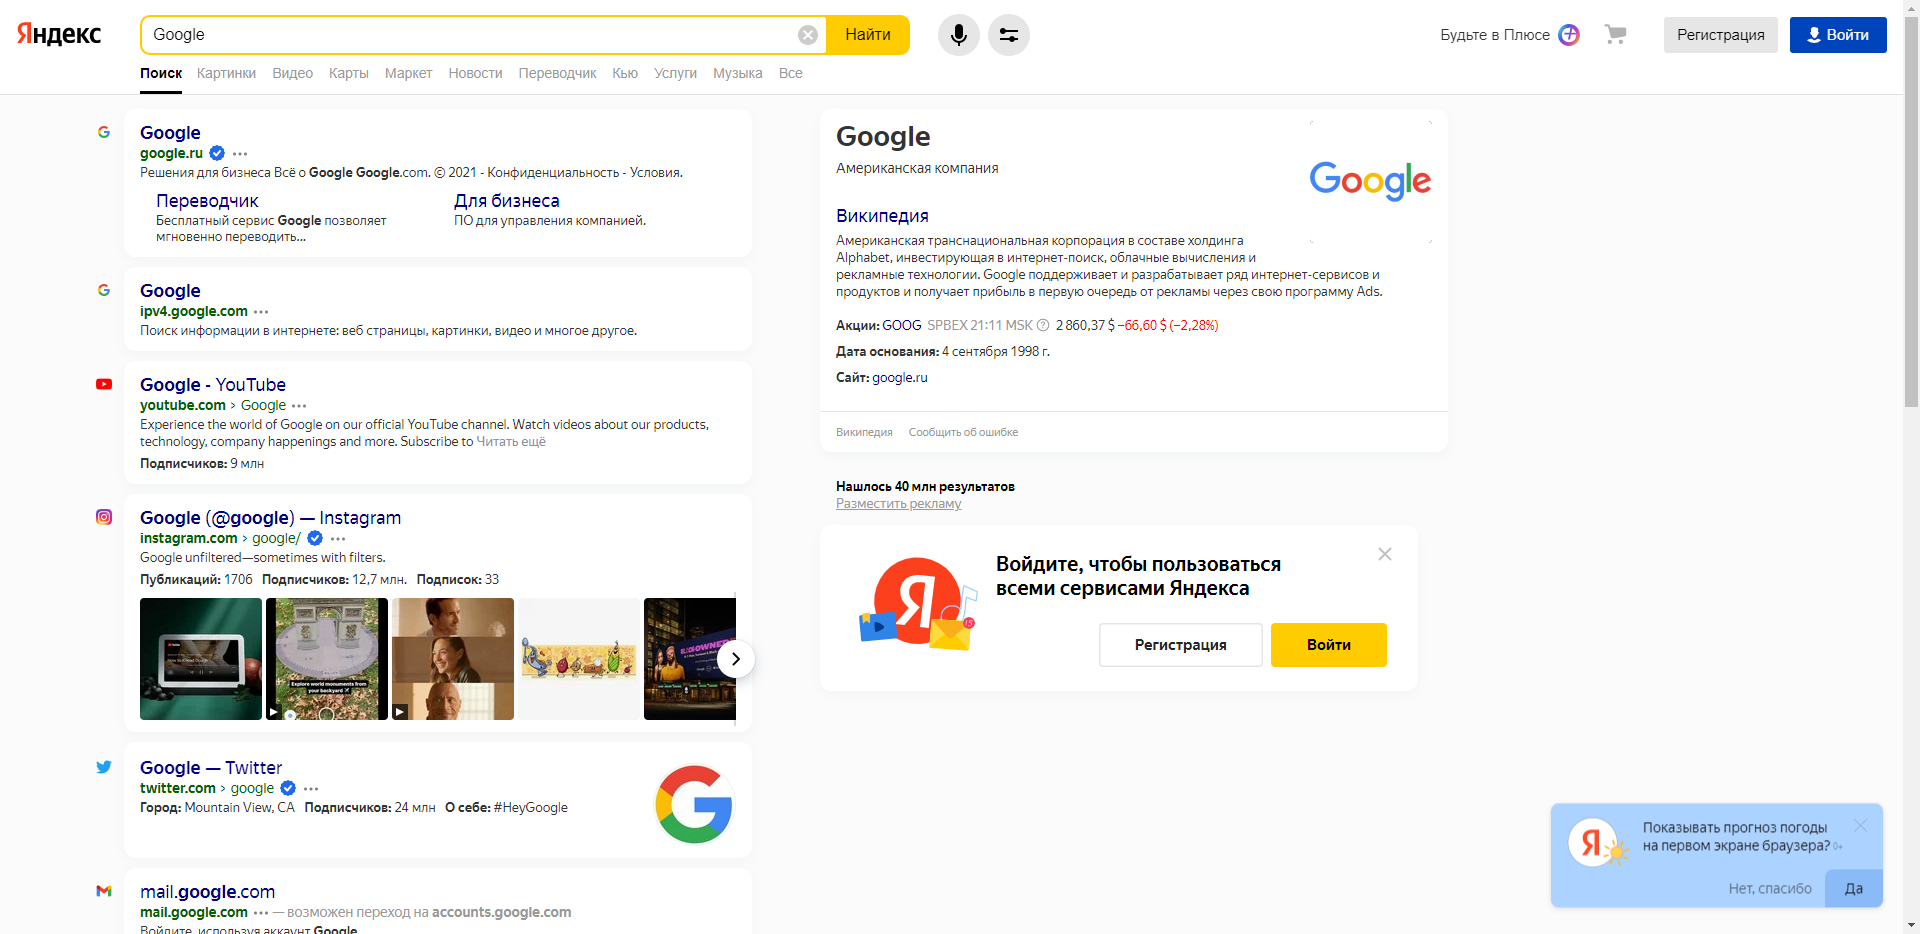 Яндекс
Google
Найти
Будьте в Плюсе
Регистрация
Войти
Поиск Картинки Видео Карты Маркет Новости Переводчик Кью Услуги Музыка Все
Google
google.ru
Решения для бизнеса Всё о Google Google.com. © 2021 - Конфиденциальность - Условия.
Переводчик
Бесплатный сервис Google позволяет
мгновенно переводить...
Для бизнеса
ПО для управления компанией.
Google
ipv4.google.com
Поиск информации в интернете: веб страницы, картинки, видео и многое другое.
Google - YouTube
youtube.com › Google
Experience the world of Google on our official YouTube channel. Watch videos about our products,
technology, company happenings and more. Subscribe to Читать ещё
Подписчиков: 9 млн
Google (@google) — Instagram
instagram.com › google/
Google unfiltered—sometimes with filters.
Публикаций: 1706 Подписчиков: 12,7 млн. Подписок: 33
Explore world monuments from
your backyard
Google — Twitter
twitter.com › google
Город: Mountain View, CA Подписчиков: 24 млн О себе: #HeyGoogle
mail.google.com
mail.google.com ··· — возможен переход на accounts.google.com
Войдите, используя аккаунт Google
Google
Американская компания
Google
Википедия
Американская транснациональная корпорация в составе холдинга
Alphabet, инвестирующая в интернет-поиск, облачные вычисления и
рекламные технологии. Google поддерживает и разрабатывает ряд интернет-сервисов и
продуктов и получает прибыль в первую очередь от рекламы через свою программу Ads.
Акции: GOOG SPBEX 21:11 MSK ? 2 860,37 $ −66,60 $ (−2,28%)
Дата основания: 4 сентября 1998 г.
Сайт: google.ru
Википедия Сообщить об ошибке
Нашлось 40 млн результатов
Разместить рекламу
Я
15
Войдите, чтобы пользоваться
всеми сервисами Яндекса
Регистрация
Войти
Я
Показывать прогноз погоды
на первом экране браузера? 0+
Нет, спасибо
Да